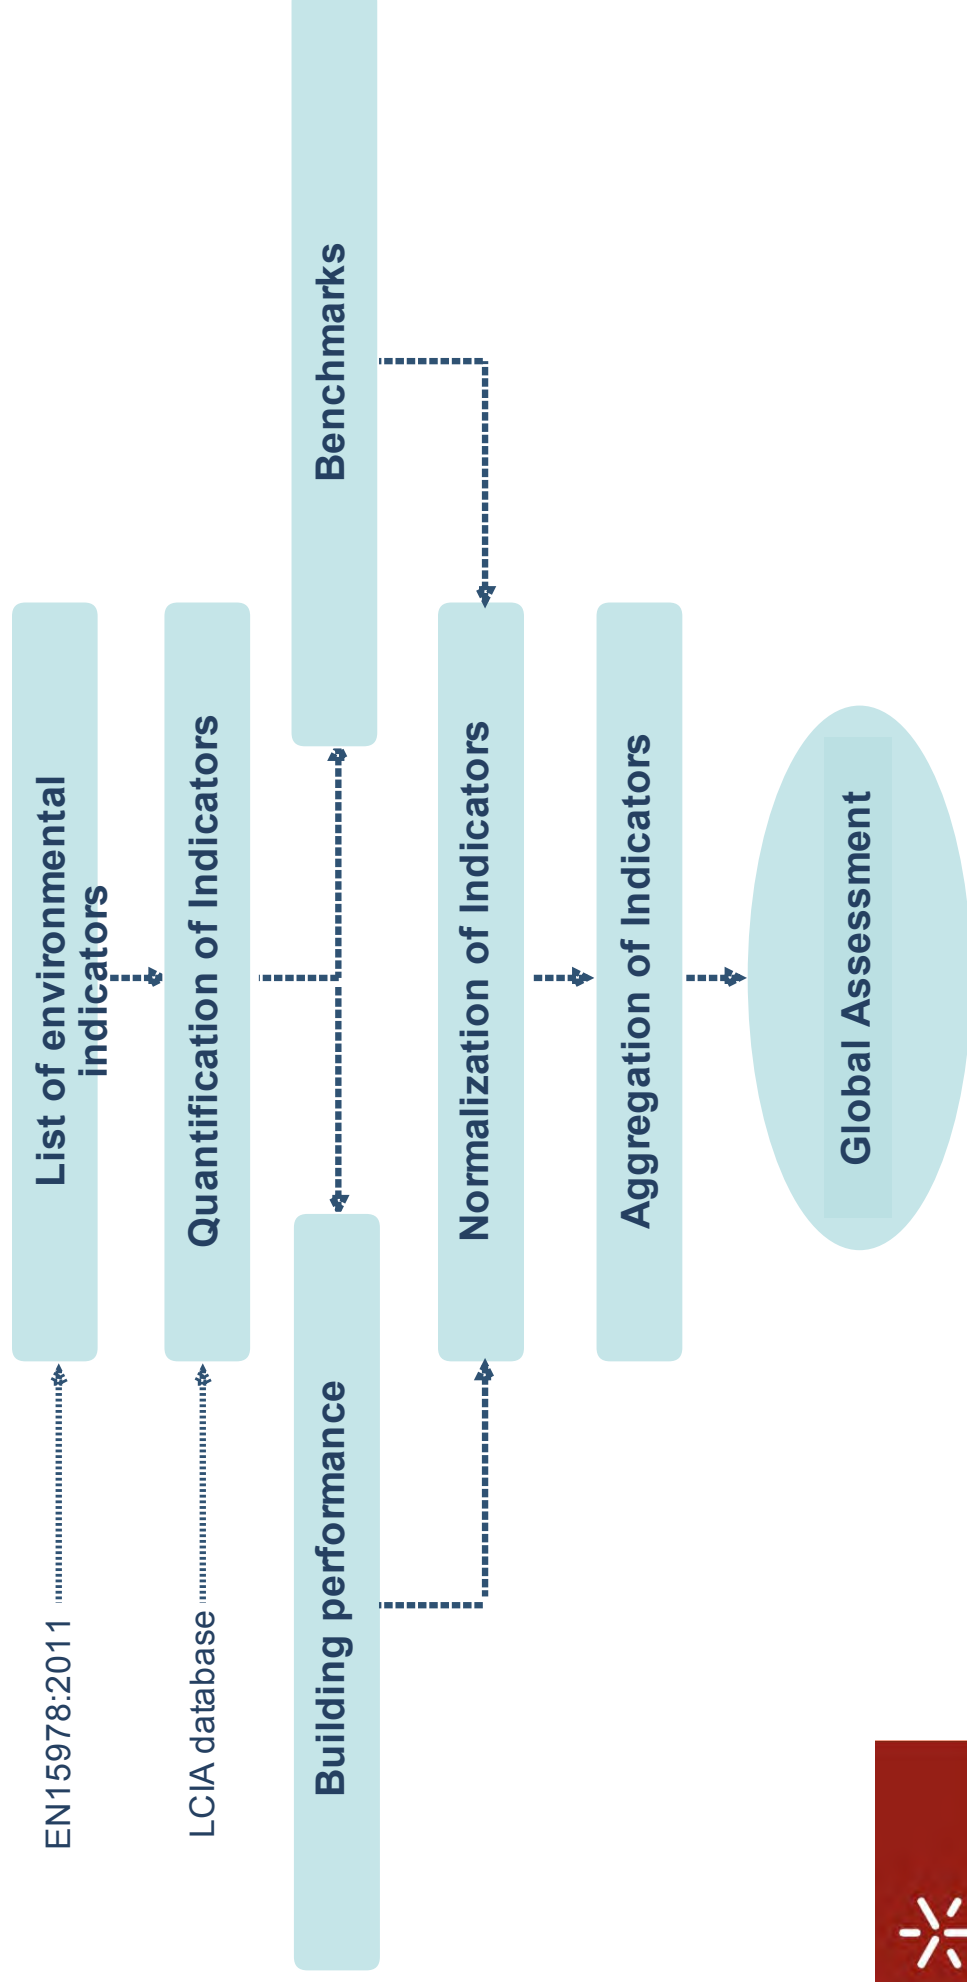 EN15978:2011
List of environmental
indicators
LCIA database
Quantification of Indicators
Building performance
Benchmarks
Normalization of Indicators
Aggregation of Indicators
Global Assessment